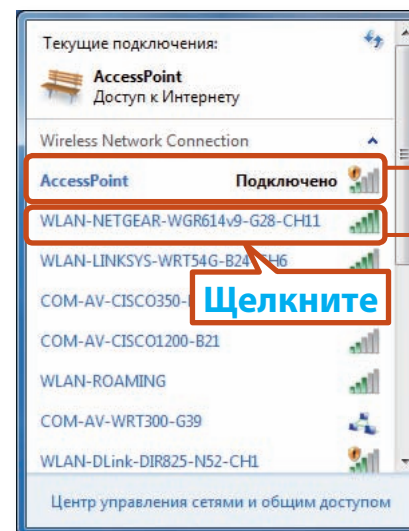 Текущие подключения:
AccessPoint
Доступ к Интернету
Wireless Network Connection
AccessPoint Подключено
WLAN-NETGEAR-WGR614v9-G28-CH11
WLAN-LINKSYS-WRT54G-B24-CH6
COM-AV-CISCO350-
Щелкните
COM-AV-CISCO1200-B21
WLAN-ROAMING
COM-AV-WRT300-G39
WLAN-DLink-DIR825-N52-CH1
Центр управления сетями и общим доступом